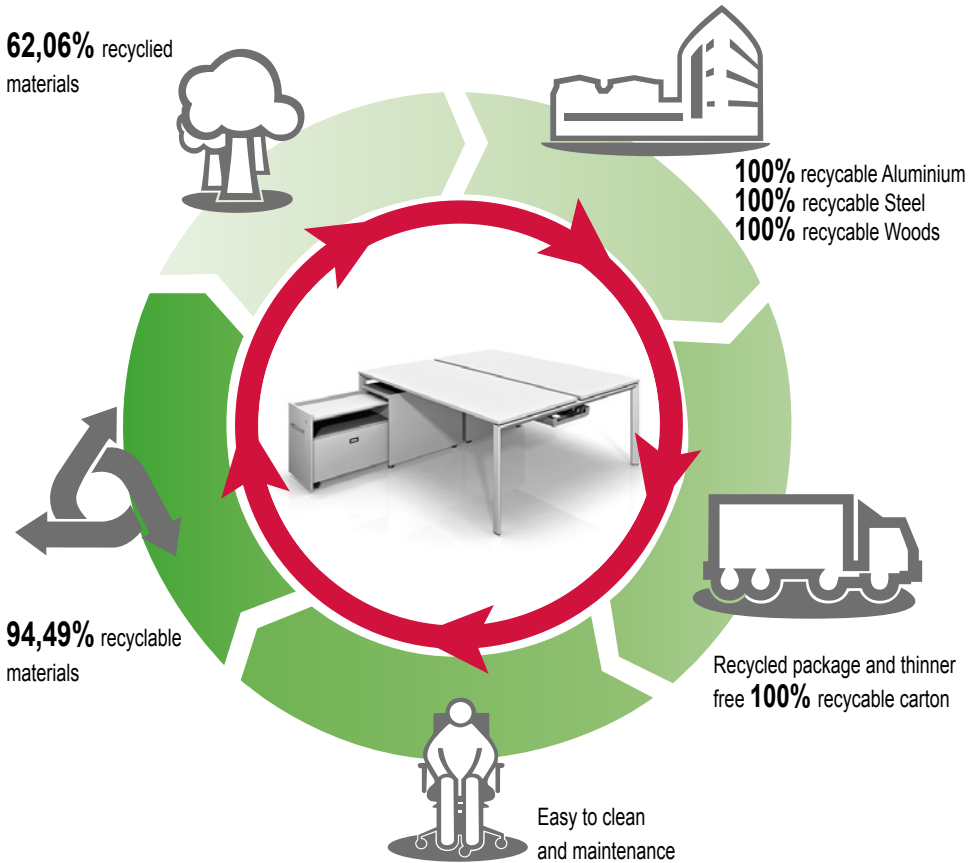 62,06% recyclied
materials
100% recycable Aluminium
100% recycable Steel
100% recycable Woods
Recycled package and thinner
free 100% recycable carton
Easy to clean
and maintenance
94,49% recyclable
materials